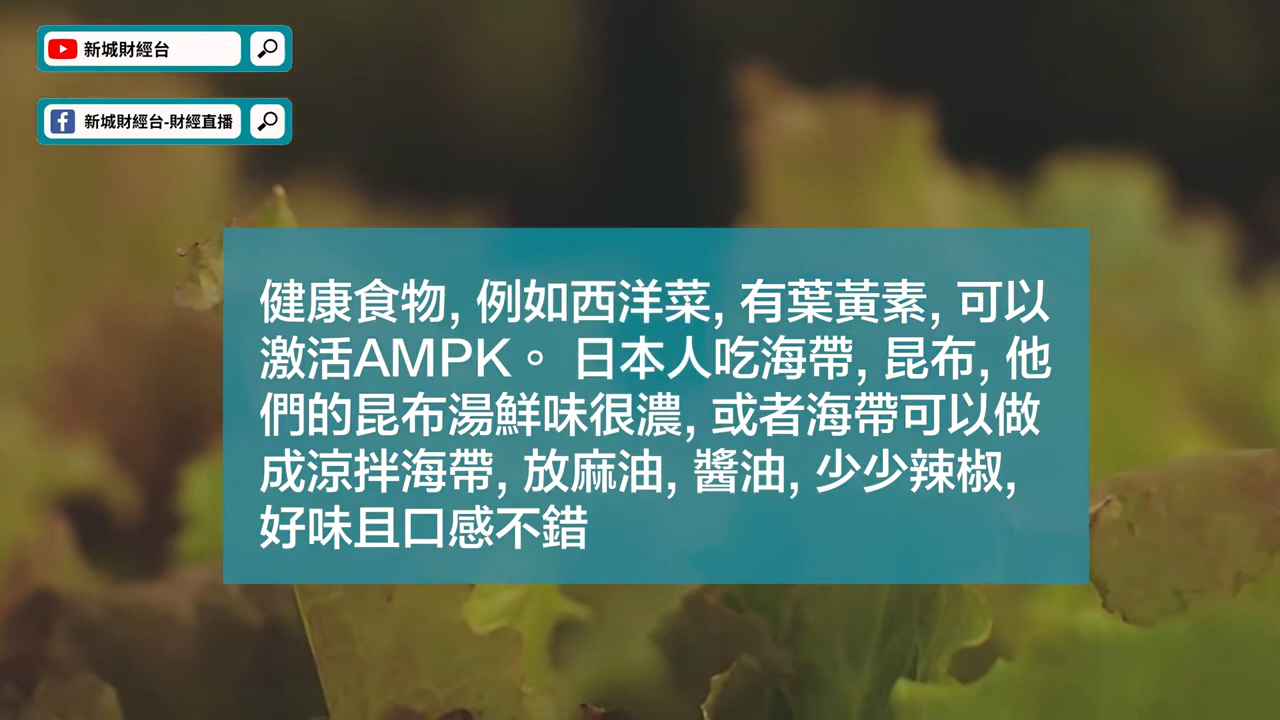 新城財經台
新城財經台-財經直播
健康食物, 例如西洋菜, 有葉黃素, 可以
激活AMPK。 日本人吃海帶, 昆布, 他
們的昆布湯鮮味很濃, 或者海帶可以做
成涼拌海帶, 放麻油, 醬油, 少少辣椒,
好味且口感不錯